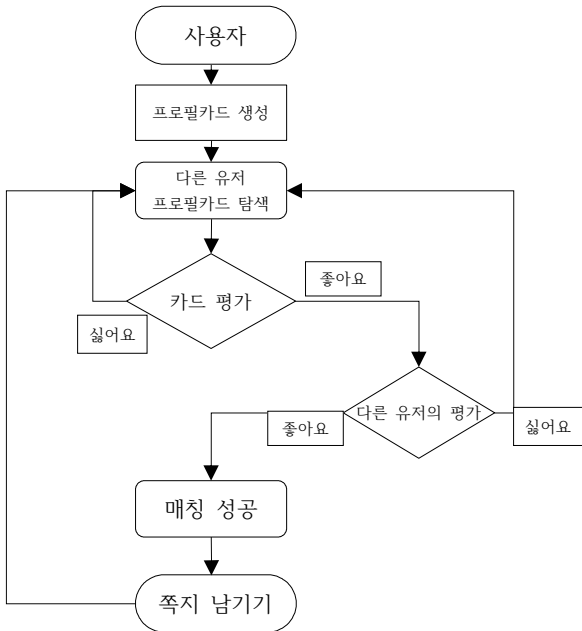 사용자
프로필카드 생성
다른 유저
프로필카드 탐색
좋아요
카드 평가
싫어요
다른 유저의 평가
좋아요
싫어요
매칭 성공
쪽지 남기기